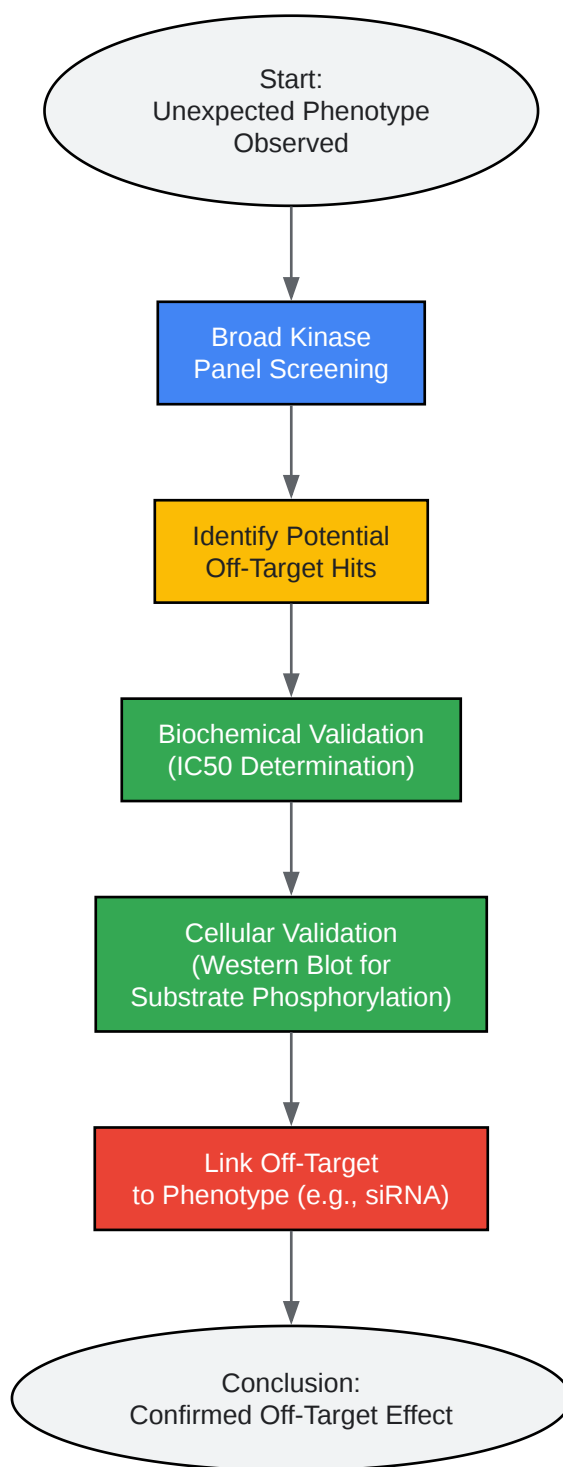 Start:
Unexpected Phenotype
Observed
Broad Kinase
Panel Screening
Identify Potential
Off-Target Hits
Biochemical Validation
(IC50 Determination)
Cellular Validation
(Western Blot for
Substrate Phosphorylation)
Link Off-Target
to Phenotype (e.g., siRNA)
Conclusion:
Confirmed Off-Target Effect